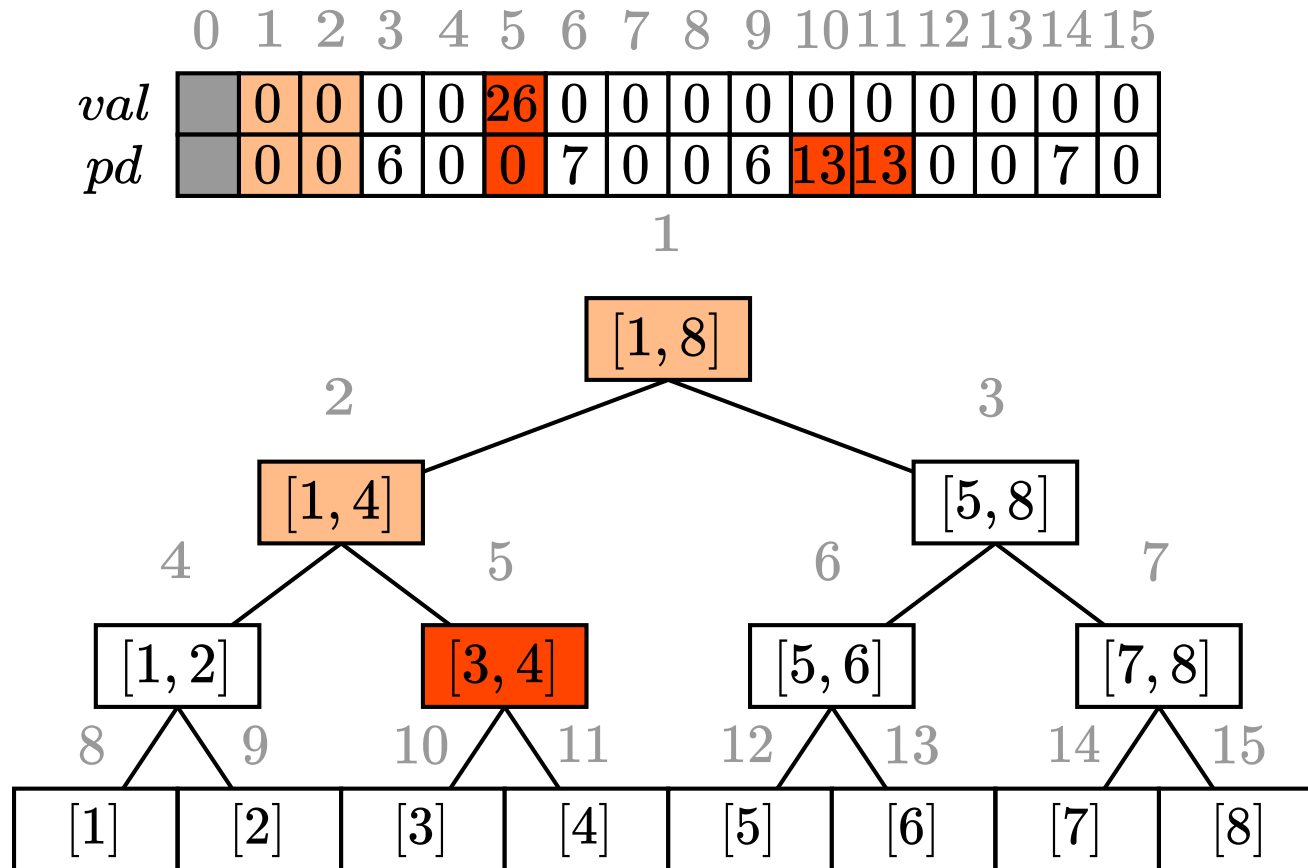 0 1 2 3 4 5 6 7 8 9 10 11 12 13 14 15
val 0 0 0 0 26 0 0 0 0 0 0 0 0 0 0
pd 0 0 6 0 0 7 0 0 6 13 13 0 0 7 0
1
[1, 8]
2 3
[1, 4] [5, 8]
4 5 6 7
[1, 2] [3, 4] [5, 6] [7, 8]
8 9 10 11 12 13 14 15
[1] [2] [3] [4] [5] [6] [7] [8]